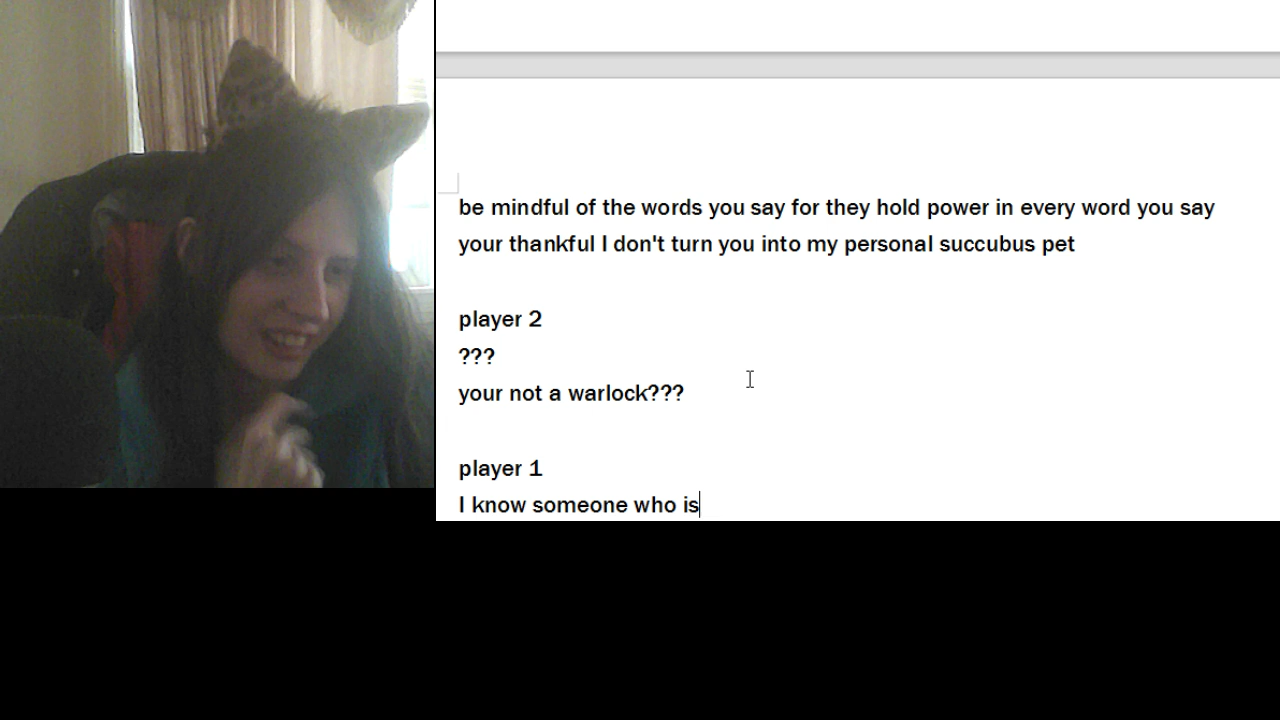 be mindful of the words you say for they hold power in every word you say
your thankful I don't turn you into my personal succubus pet
player 2
???
your not a warlock???
player 1
I know someone who is